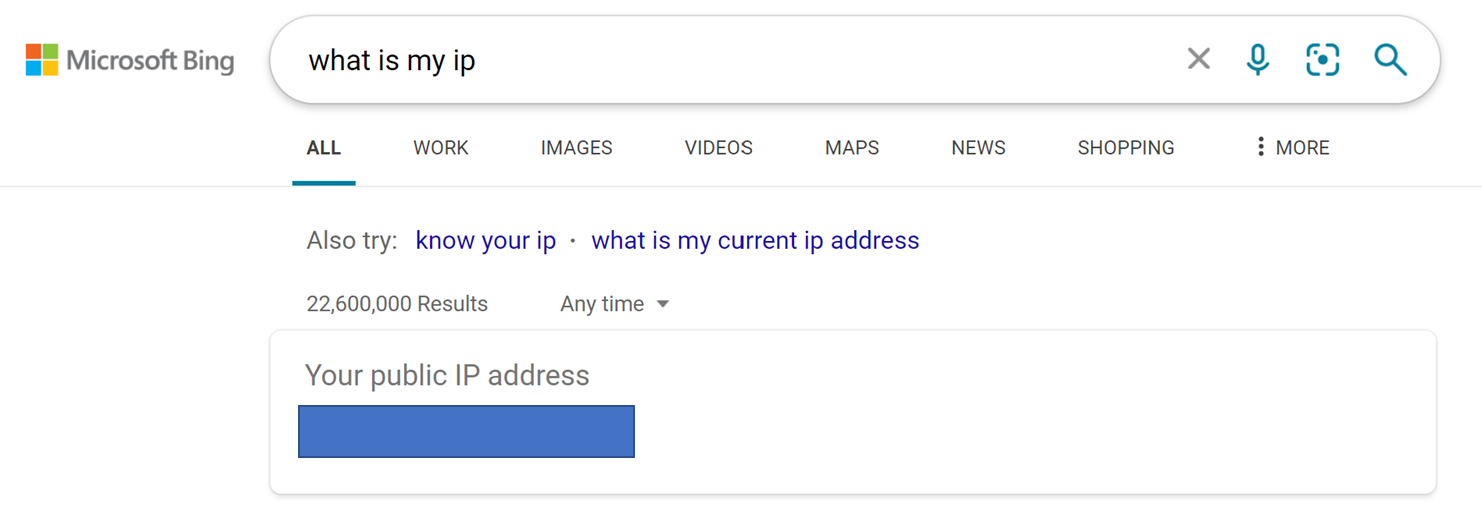 Microsoft Bing
what is my ip
ALL WORK IMAGES VIDEOS MAPS NEWS SHOPPING MORE
Also try: know your ip · what is my current ip address
22,600,000 Results Any time
Your public IP address